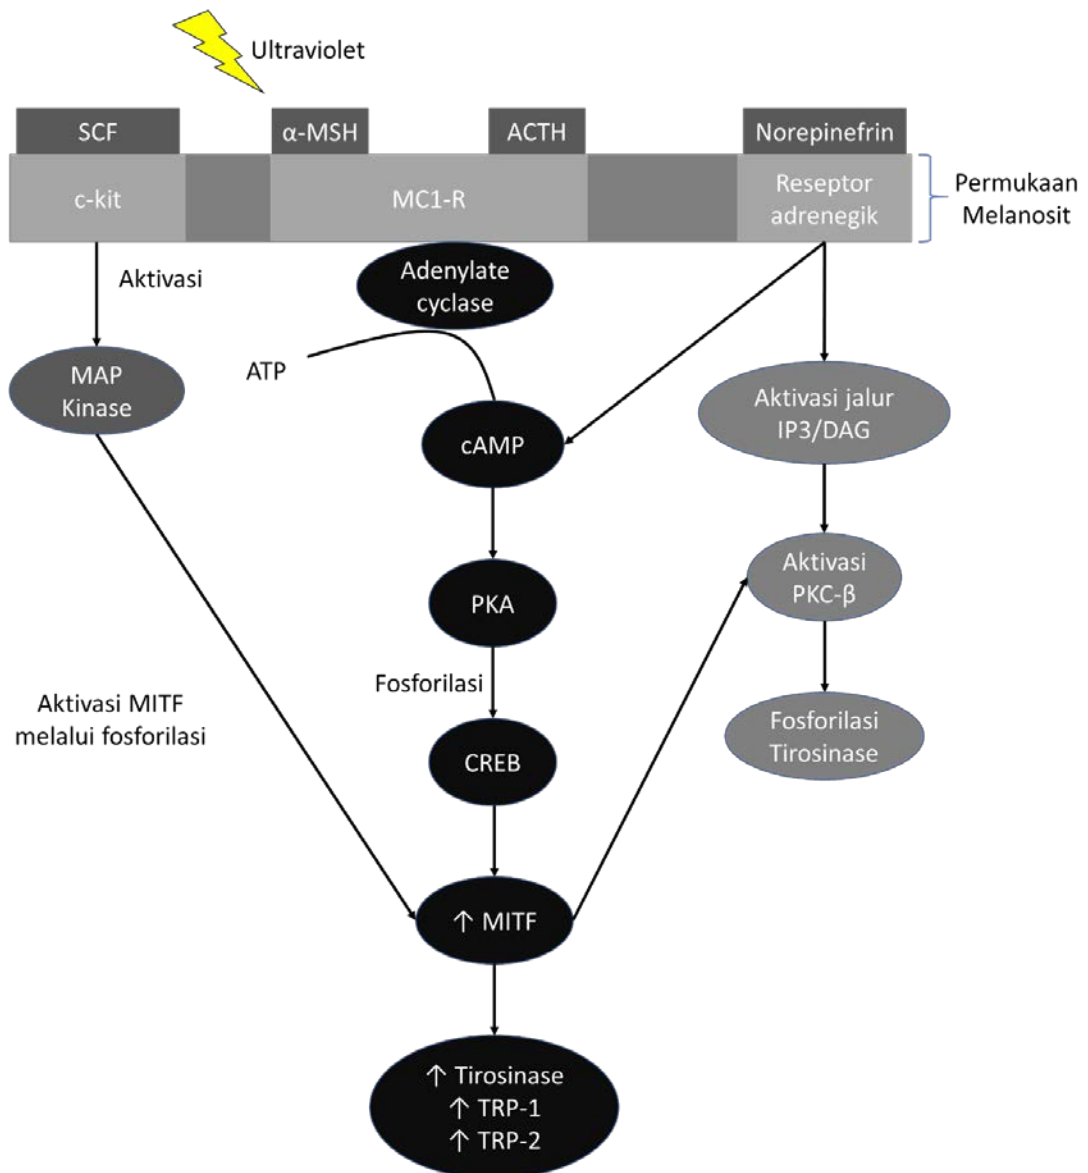 Ultraviolet
SCF
α-MSH
ACTH
Norepinefrin
c-kit
MC1-R
Reseptor
adrenegik
Permukaan
Melanosit
Aktivasi
Adenylate
cyclase
ATP
MAP
Kinase
cAMP
Aktivasi jalur
IP3/DAG
PKA
Aktivasi
PKC-β
Fosforilasi
Aktivasi MITF
melalui fosforilasi
CREB
Fosforilasi
Tirosinase
↑ MITF
↑ Tirosinase
↑ TRP-1
↑ TRP-2